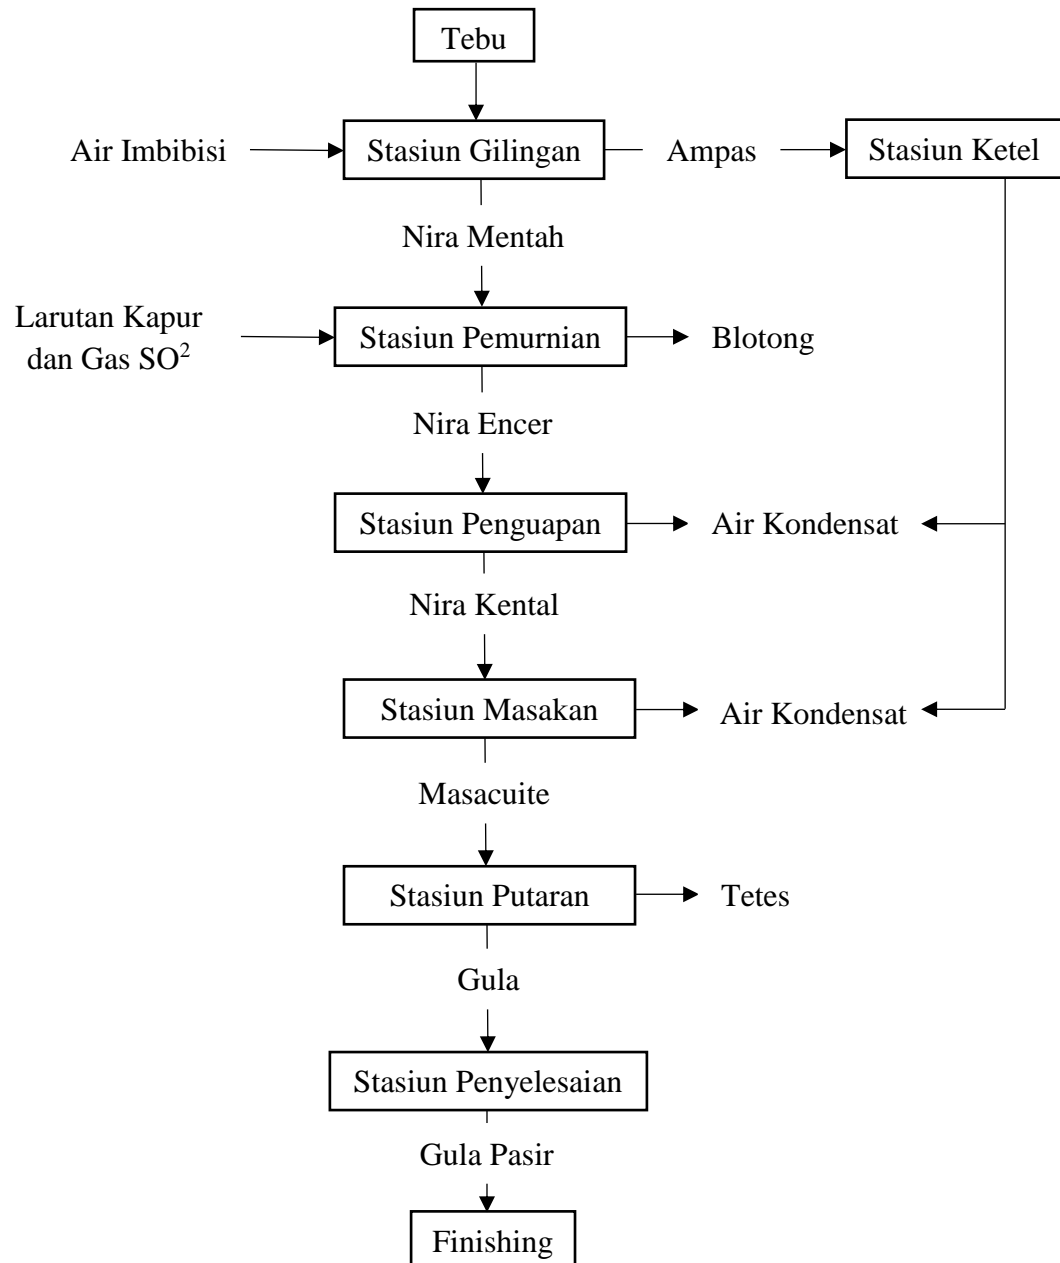 Tebu
Air Imbibisi
Stasiun Gilingan
Ampas
Stasiun Ketel
Nira Mentah
Larutan Kapur
dan Gas SO²
Stasiun Pemurnian
Blotong
Nira Encer
Stasiun Penguapan
Air Kondensat
Nira Kental
Stasiun Masakan
Air Kondensat
Masacuite
Stasiun Putaran
Tetes
Gula
Stasiun Penyelesaian
Gula Pasir
Finishing